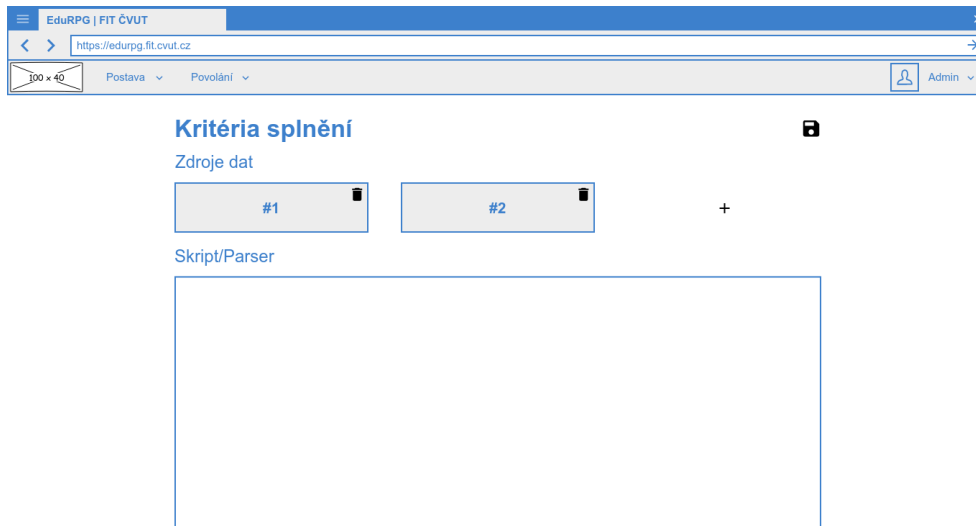 EduRPG | FIT ČVUT
https://edurpg.fit.cvut.cz
100 x 40 Postava Povolání Admin
Kritéria splnění
Zdroje dat
#1 #2 +
Skript/Parser